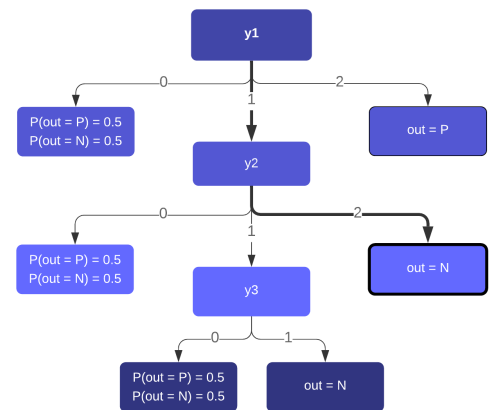 y1
0
2
1
P(out = P) = 0.5
P(out = N) = 0.5
out = P
y2
0
2
1
P(out = P) = 0.5
P(out = N) = 0.5
out = N
y3
0
1
P(out = P) = 0.5
P(out = N) = 0.5
out = N